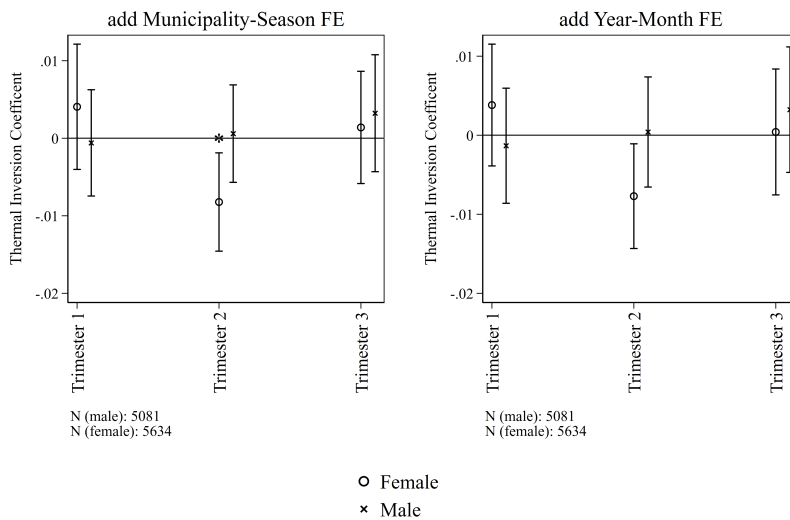 add Municipality-Season FE
Thermal Inversion Coefficent
.01
0
-.01
-.02
*
Trimester 1
Trimester 2
Trimester 3
N (male): 5081
N (female): 5634
add Year-Month FE
Thermal Inversion Coefficent
.01
0
-.01
-.02
Trimester 1
Trimester 2
Trimester 3
N (male): 5081
N (female): 5634
Female
Male